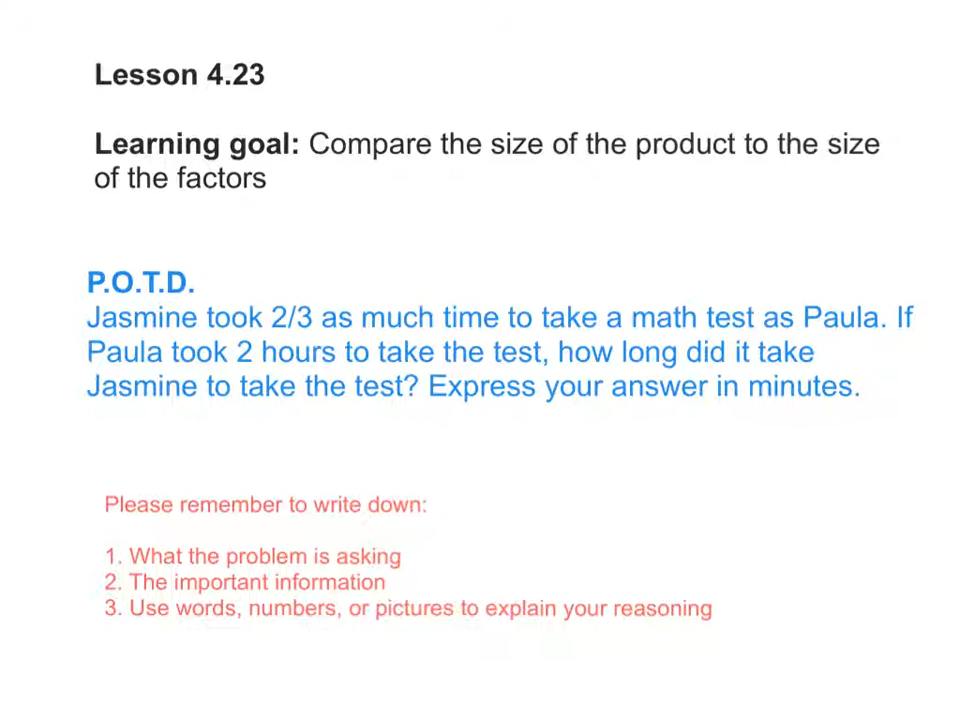 Lesson 4.23
Learning goal: Compare the size of the product to the size
of the factors
P.O.T.D.
Jasmine took 2/3 as much time to take a math test as Paula. If
Paula took 2 hours to take the test, how long did it take
Jasmine to take the test? Express your answer in minutes.
Please remember to write down:
1. What the problem is asking
2. The important information
3. Use words, numbers, or pictures to explain your reasoning